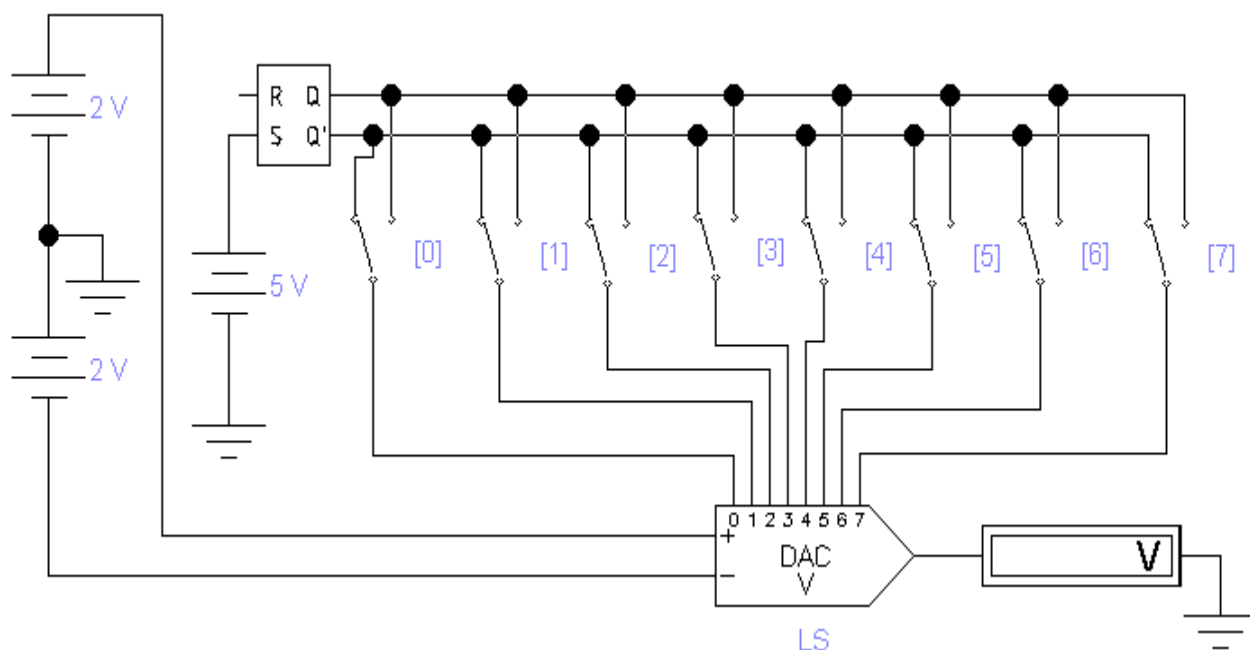 2 V
R Q
S Q'
[0] [1] [2] [3] [4] [5] [6] [7]
5 V
2 V
0 1 2 3 4 5 6 7
+
DAC
V
−
V
LS